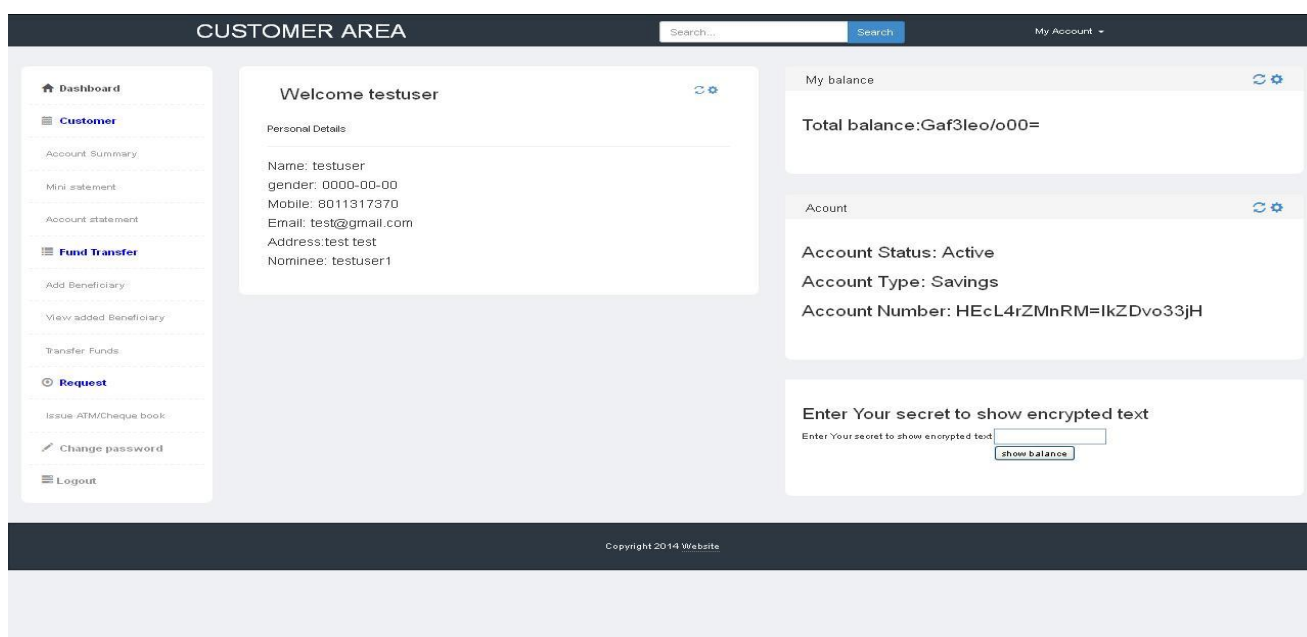 CUSTOMER AREA
Search...
Search
My Account
Dashboard
Customer
Account Summary
Mini satement
Account statement
Fund Transfer
Add Beneficiary
View added Beneficiary
Transfer Funds
Request
Issue ATM/Cheque book
Change password
Logout
Welcome testuser
Personal Details
Name: testuser
gender: 0000-00-00
Mobile: 8011317370
Email: test@gmail.com
Address:test test
Nominee: testuser1
My balance
Total balance:Gaf3leo/o00=
Acount
Account Status: Active
Account Type: Savings
Account Number: HEcL4rZMnRM=IkZDvo33jH
Enter Your secret to show encrypted text
Enter Your secret to show encrypted text
show balance
Copyright 2014 Website